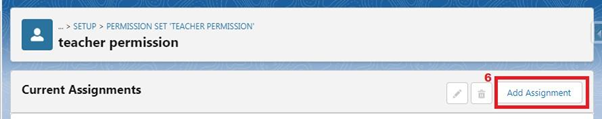 ... > SETUP > PERMISSION SET 'TEACHER PERMISSION'
teacher permission
6
Current Assignments
Add Assignment